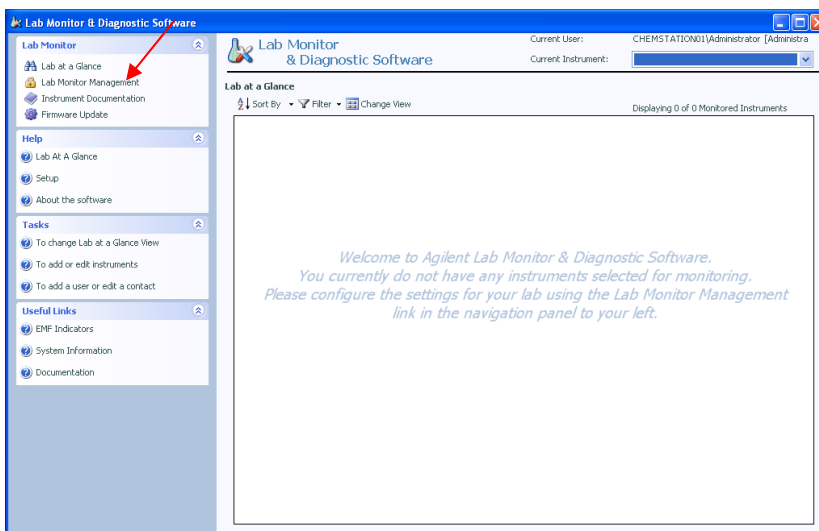 Lab Monitor & Diagnostic Software
Lab Monitor
Lab at a Glance
Lab Monitor Management
Instrument Documentation
Firmware Update
Help
Lab At A Glance
Setup
About the software
Tasks
To change Lab at a Glance View
To add or edit instruments
To add a user or edit a contact
Useful Links
EMF Indicators
System Information
Documentation
Lab Monitor
& Diagnostic Software
Current User: CHEMSTATION01\Administrator [Administra
Current Instrument:
Lab at a Glance
Sort By Filter Change View
Displaying 0 of 0 Monitored Instruments
Welcome to Agilent Lab Monitor & Diagnostic Software.
You currently do not have any instruments selected for monitoring.
Please configure the settings for your lab using the Lab Monitor Management
link in the navigation panel to your left.